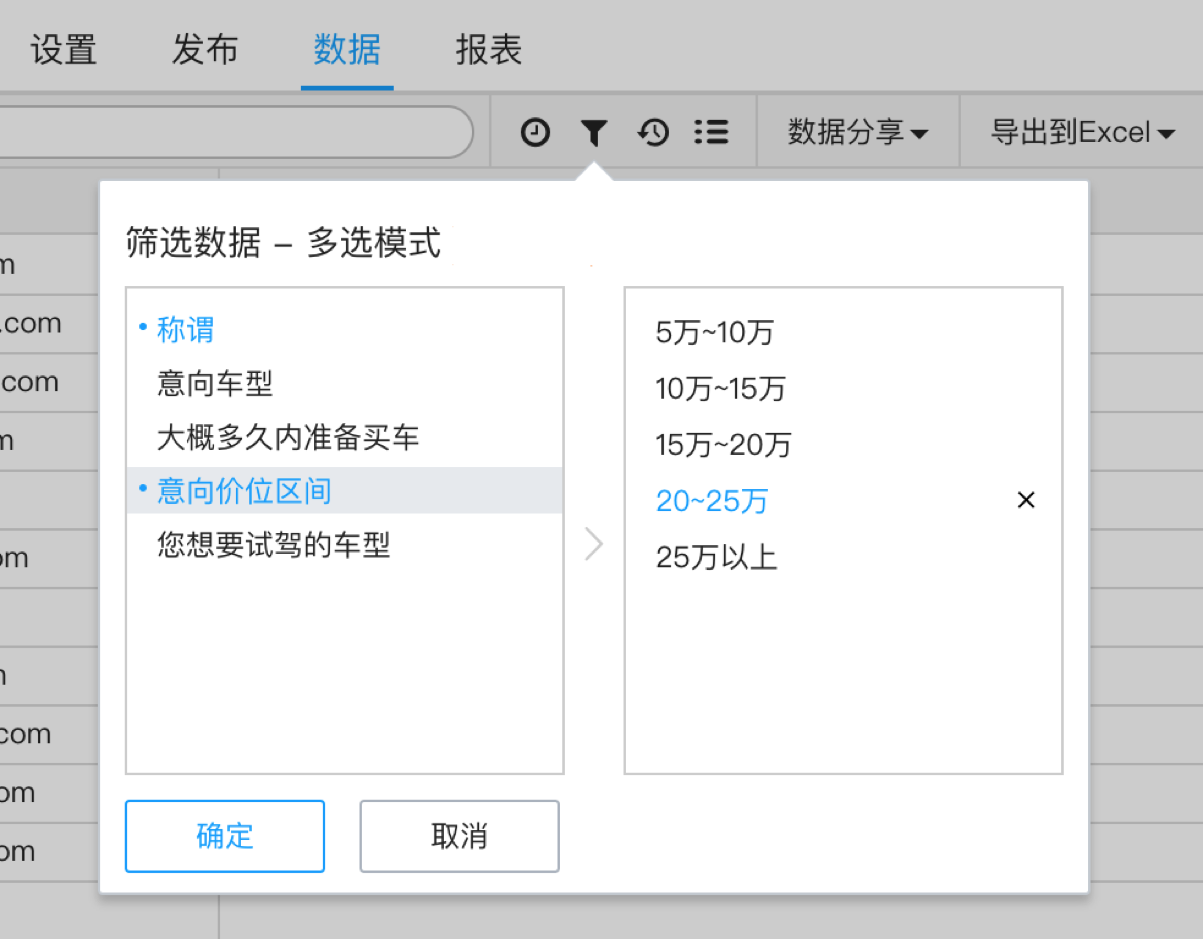 设置 发布 数据 报表
数据分享 导出到Excel
筛选数据 – 多选模式
m
.com
com
m
om
com
om
om
称谓
意向车型
大概多久内准备买车
意向价位区间
您想要试驾的车型
5万~10万
10万~15万
15万~20万
20~25万
25万以上
确定 取消